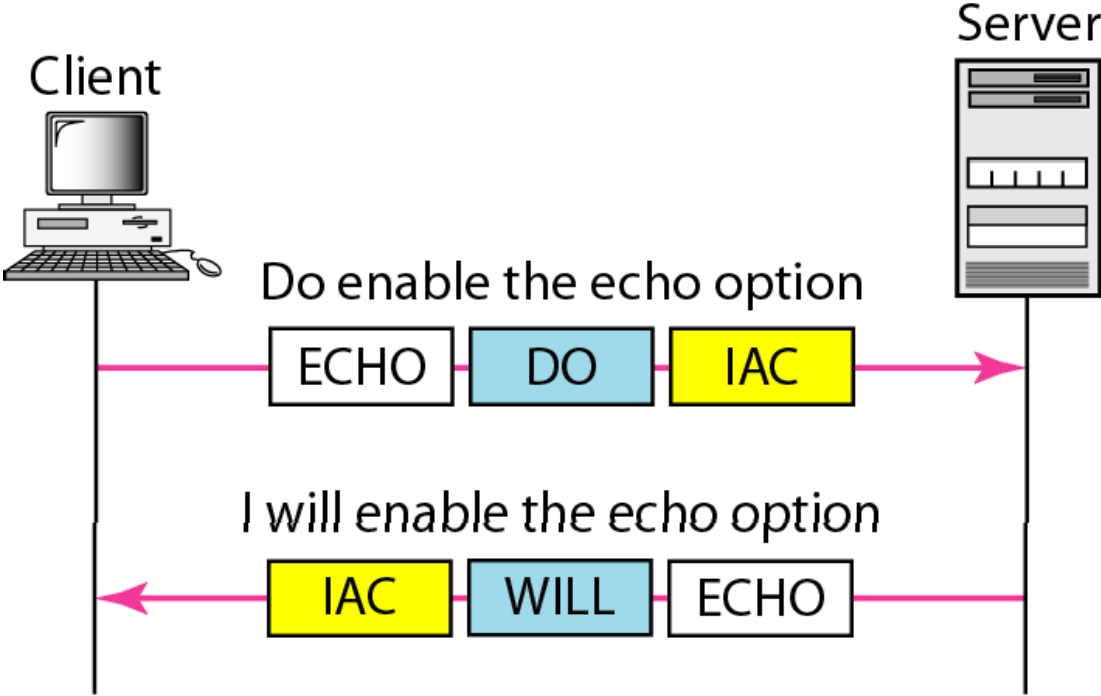 Server
Client
Do enable the echo option
ECHO DO IAC
I will enable the echo option
IAC WILL ECHO